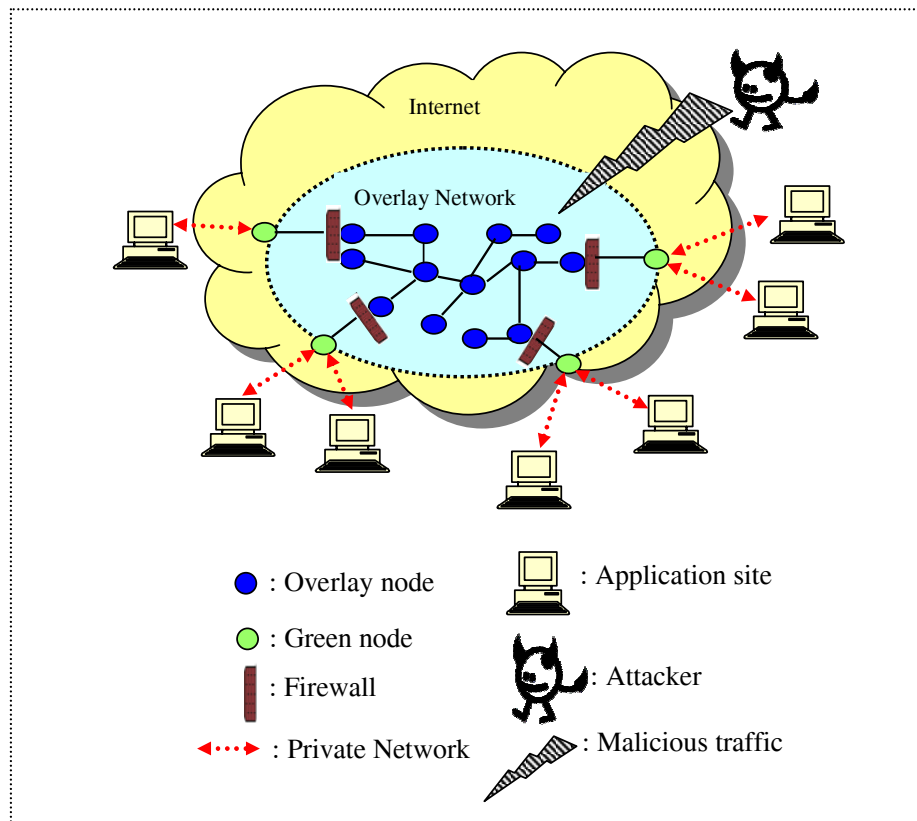 Internet
Overlay Network
: Overlay node
: Application site
: Green node
: Firewall
: Attacker
: Private Network
: Malicious traffic